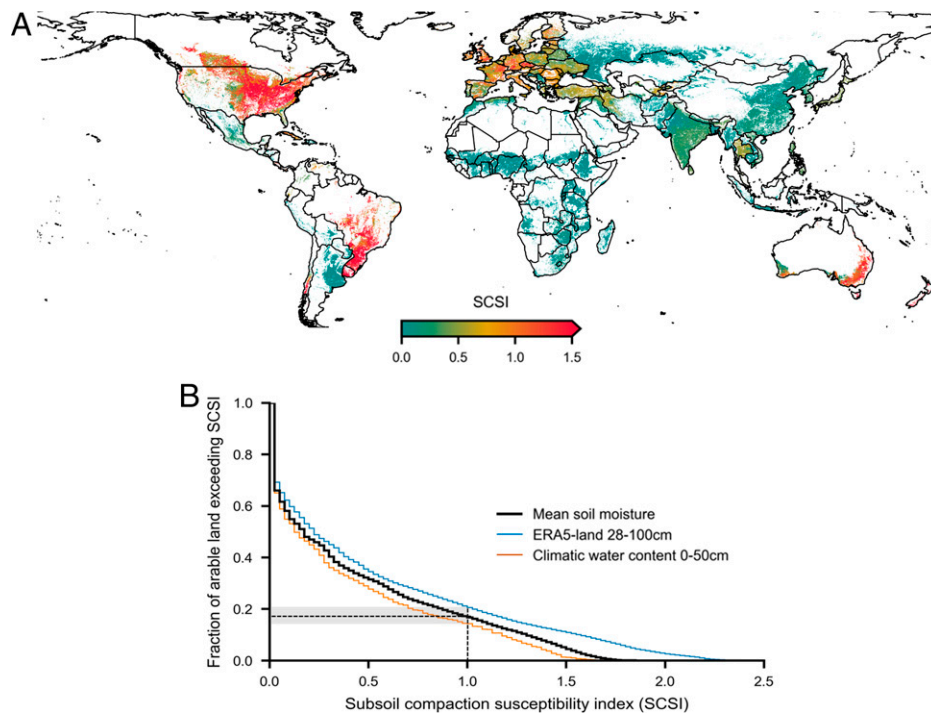 A
SCSI
0.0 0.5 1.0 1.5
B
Fraction of arable land exceeding SCSI
1.0
0.8
0.6
0.4
0.2
0.0
Mean soil moisture
ERA5-land 28-100cm
Climatic water content 0-50cm
0.0 0.5 1.0 1.5 2.0 2.5
Subsoil compaction susceptibility index (SCSI)